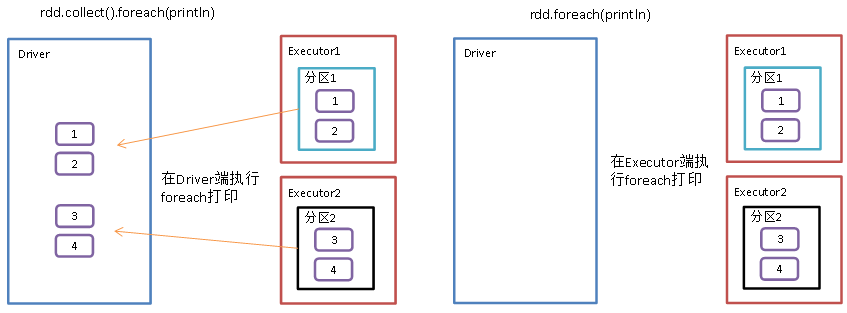 rdd.collect().foreach(println)
Driver
1
2
3
4
在Driver端执行
foreach打印
Executor1
分区1
1
2
Executor2
分区2
3
4
rdd.foreach(println)
Driver
在Executor端执
行foreach打印
Executor1
分区1
1
2
Executor2
分区2
3
4